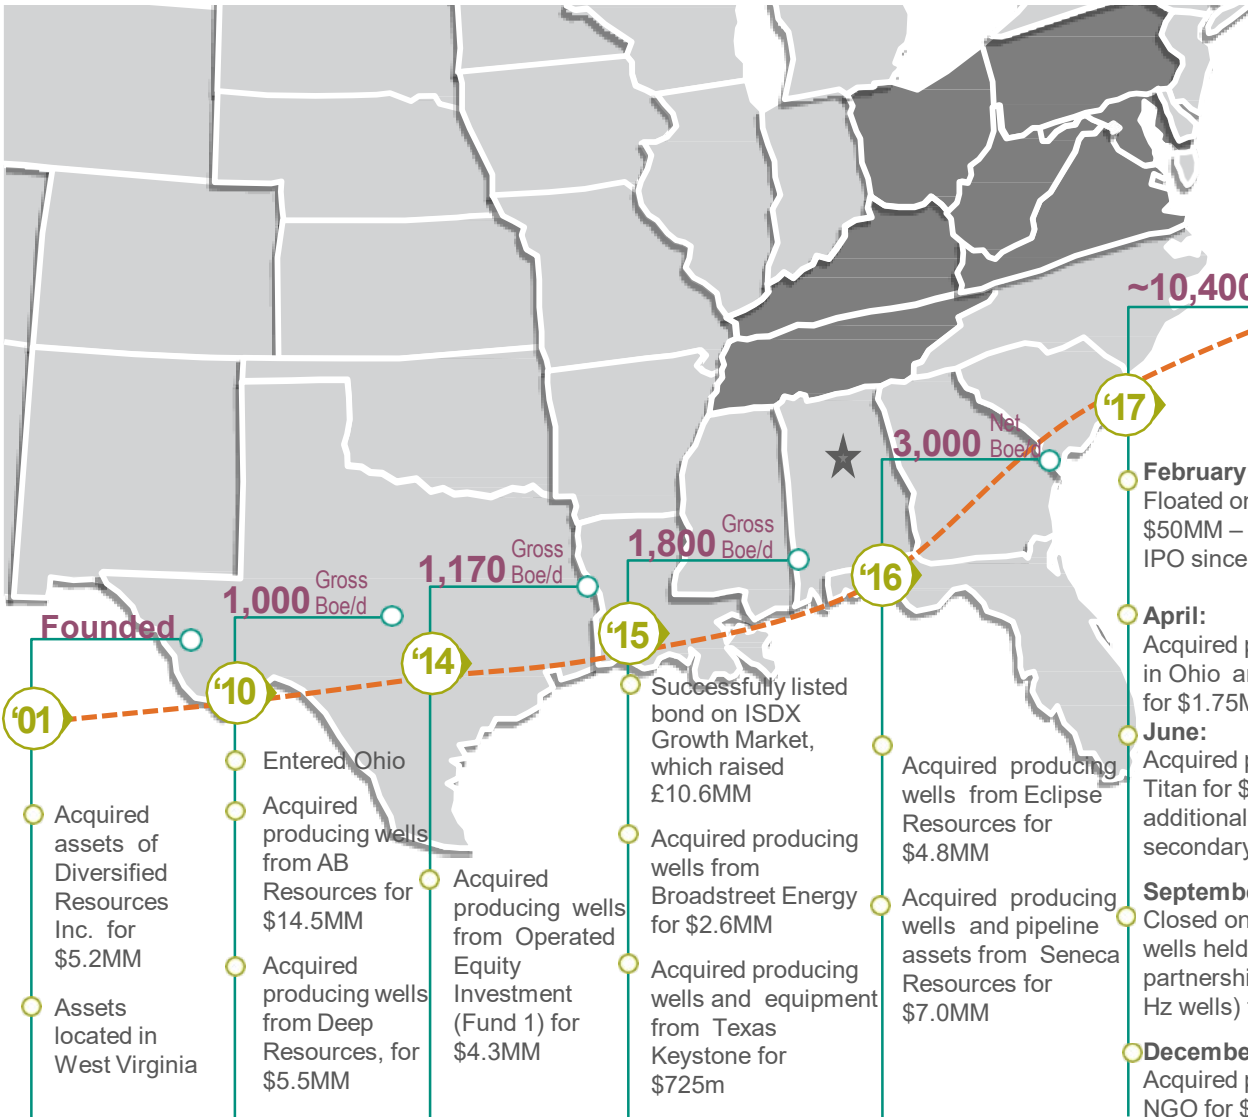 Founded
‘01
Acquired
assets of
Diversified
Resources
Inc. for
$5.2MM
Assets
located in
West Virginia
1,000 Gross
Boe/d
‘10
Entered Ohio
Acquired
producing wells
from AB
Resources for
$14.5MM
Acquired
producing wells
from Deep
Resources, for
$5.5MM
1,170 Gross
Boe/d
‘14
Acquired
producing wells
from Operated
Equity
Investment
(Fund 1) for
$4.3MM
1,800 Gross
Boe/d
‘15
Successfully listed
bond on ISDX
Growth Market,
which raised
£10.6MM
Acquired producing
wells from
Broadstreet Energy
for $2.6MM
Acquired producing
wells and equipment
from Texas
Keystone for
$725m
3,000 Net
Boe/d
‘16
Acquired producing
wells from Eclipse
Resources for
$4.8MM
Acquired producing
wells and pipeline
assets from Seneca
Resources for
$7.0MM
~10,400
‘17
February
Floated on
$50MM –
IPO since
April:
Acquired p
in Ohio a
for $1.75M
June:
Acquired p
Titan for $
additional
secondary
Septembe
Closed on
wells held
partnershi
Hz wells)
Decembe
Acquired p
NGO for $